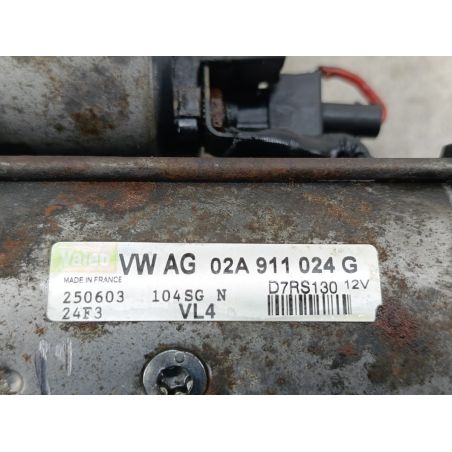 Valeo VW AG 02A 911 024 G
MADE IN FRANCE D7RS130 12V
250603 104SG N
24F3 VL4